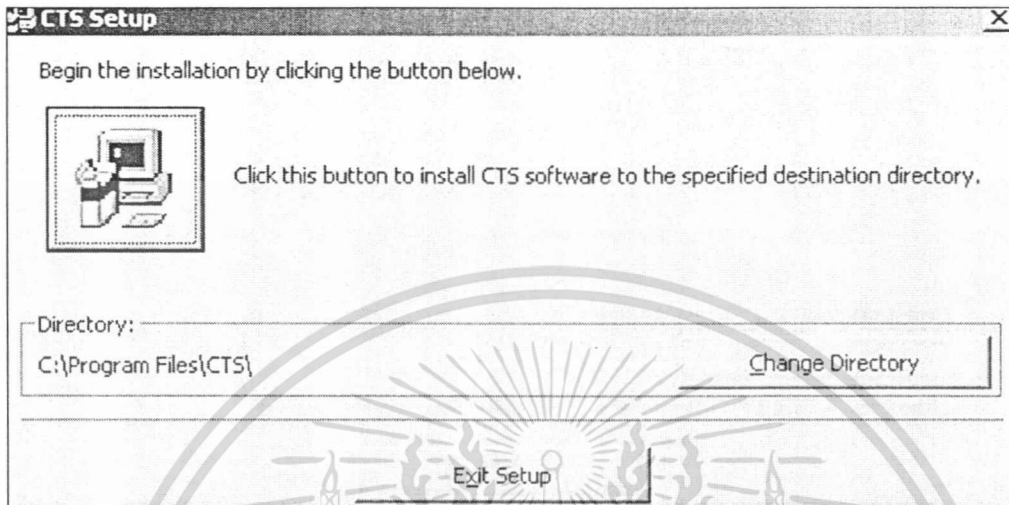 CTS Setup
Begin the installation by clicking the button below.
Click this button to install CTS software to the specified destination directory.
Directory:
C:\Program Files\CTS\
Change Directory
Exit Setup